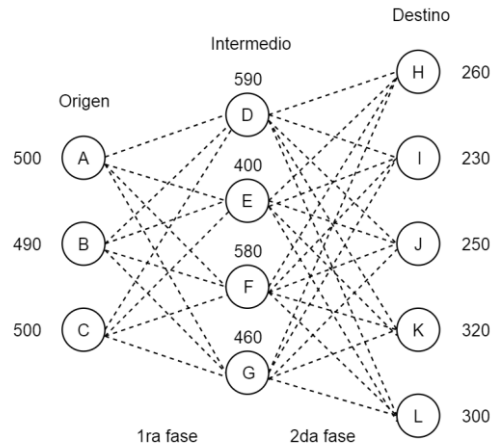 Destino
Intermedio
Origen
590
H 260
D
500 A
400
I 230
E
490 B
580
J 250
F
500 C
460
K 320
G
L 300
1ra fase 2da fase